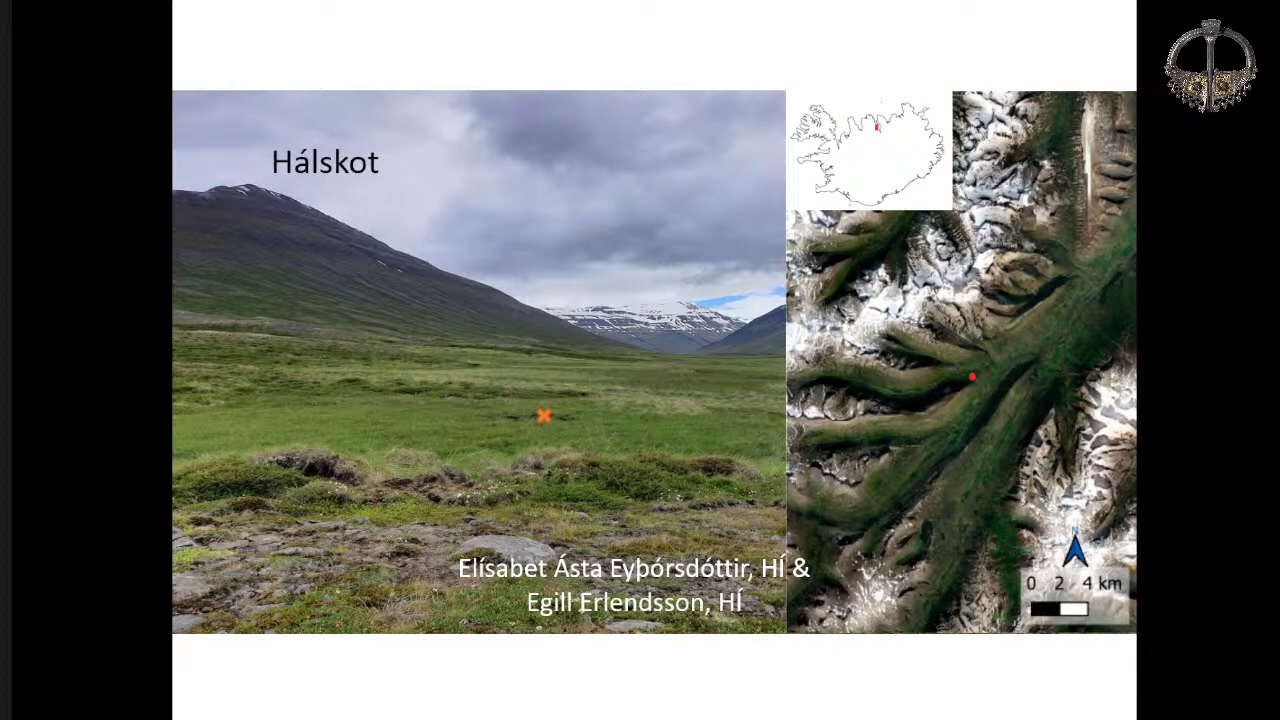 Hálskot
Elísabet Ásta Eyþórsdóttir, HÍ &
Egill Erlendsson, HÍ
N
0 2 4 km